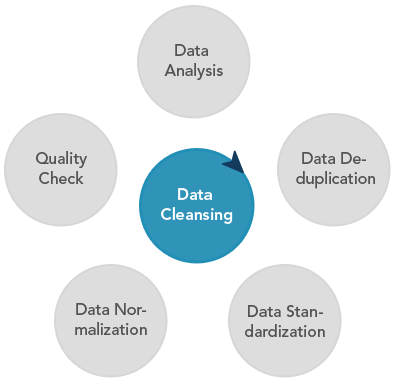 Data
Analysis
Quality
Check
Data De-
duplication
Data
Cleansing
Data Nor-
malization
Data Stan-
dardization